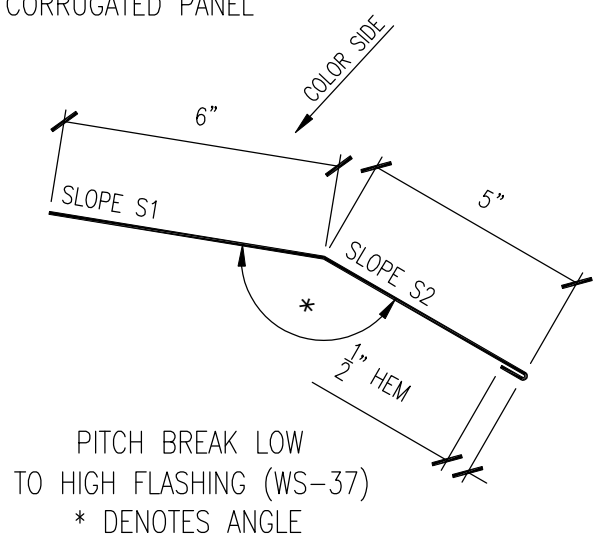 CORRUGATED PANEL
COLOR SIDE
6”
5”
SLOPE S1
SLOPE S2
*
1/2” HEM
PITCH BREAK LOW
TO HIGH FLASHING (WS-37)
* DENOTES ANGLE